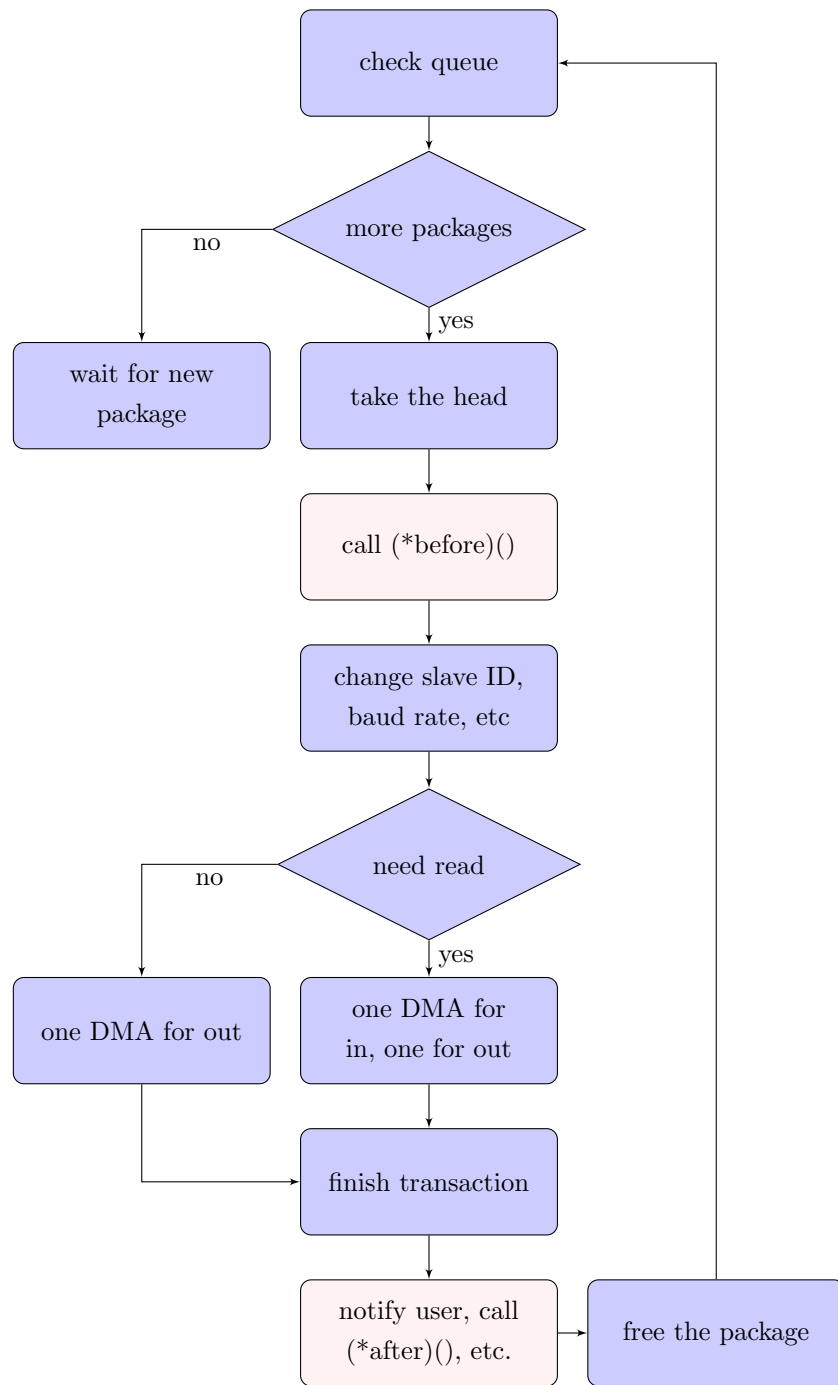 check queue
more packages
no
yes
wait for new
package
take the head
call (*before)()
change slave ID,
baud rate, etc
need read
no
yes
one DMA for out
one DMA for
in, one for out
finish transaction
notify user, call
(*after)(), etc.
free the package